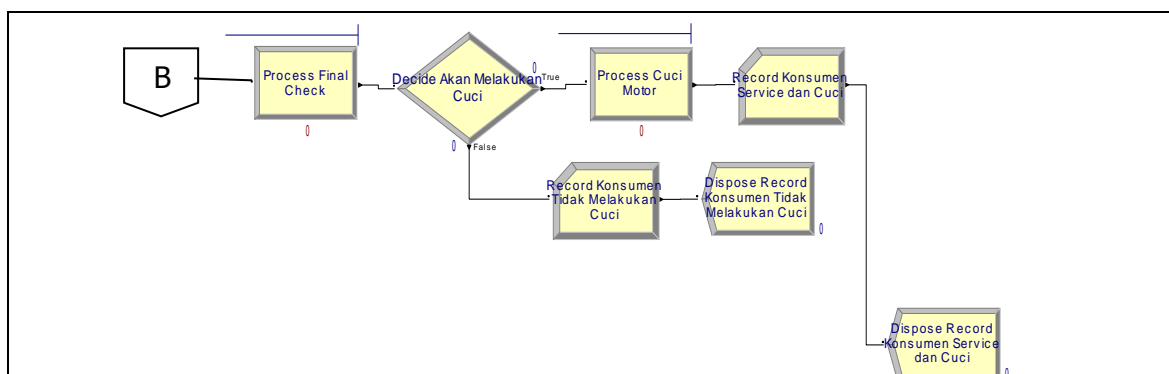 B
Process Final
Check
0
Decide Akan Melakukan
Cuci
0
True
0
False
Process Cuci
Motor
0
Record Konsumen
Service dan Cuci
Record Konsumen
Tidak Melakukan
Cuci
Dispose Record
Konsumen Tidak
Melakukan Cuci
0
Dispose Record
Konsumen Service
dan Cuci
0